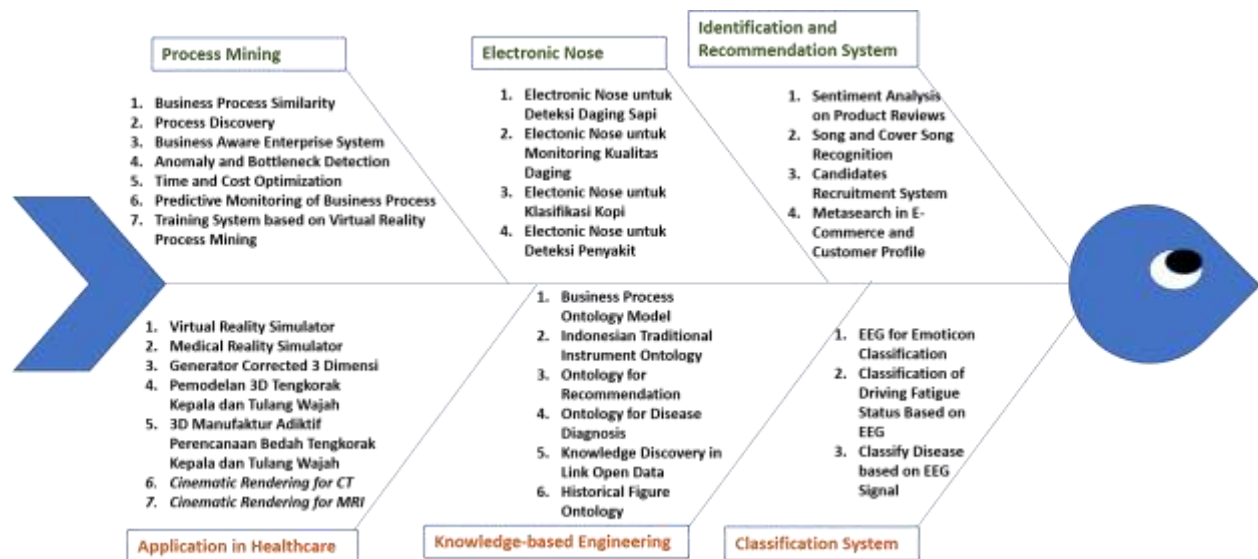 Process Mining
1. Business Process Similarity
2. Process Discovery
3. Business Aware Enterprise System
4. Anomaly and Bottleneck Detection
5. Time and Cost Optimization
6. Predictive Monitoring of Business Process
7. Training System based on Virtual Reality
Process Mining
Electronic Nose
1. Electronic Nose untuk
Deteksi Daging Sapi
2. Electonic Nose untuk
Monitoring Kualitas
Daging
3. Electonic Nose untuk
Klasifikasi Kopi
4. Electonic Nose untuk
Deteksi Penyakit
Identification and
Recommendation System
1. Sentiment Analysis
on Product Reviews
2. Song and Cover Song
Recognition
3. Candidates
Recruitment System
4. Metasearch in E-
Commerce and
Customer Profile
1. Virtual Reality Simulator
2. Medical Reality Simulator
3. Generator Corrected 3 Dimensi
4. Pemodelan 3D Tengkorak
Kepala dan Tulang Wajah
5. 3D Manufaktur Adiktif
Perencanaan Bedah Tengkorak
Kepala dan Tulang Wajah
6. Cinematic Rendering for CT
7. Cinematic Rendering for MRI
Application in Healthcare
1. Business Process
Ontology Model
2. Indonesian Traditional
Instrument Ontology
3. Ontology for
Recommendation
4. Ontology for Disease
Diagnosis
5. Knowledge Discovery in
Link Open Data
6. Historical Figure
Ontology
Knowledge-based Engineering
1. EEG for Emoticon
Classification
2. Classification of
Driving Fatigue
Status Based on
EEG
3. Classify Disease
based on EEG
Signal
Classification System